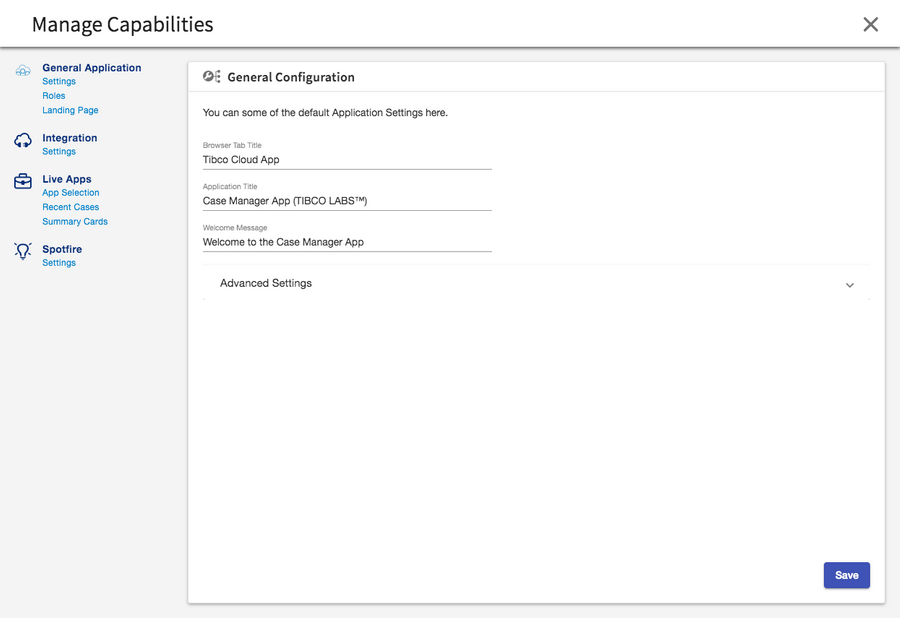 Manage Capabilities
General Application
Settings
Roles
Landing Page
Integration
Settings
Live Apps
App Selection
Recent Cases
Summary Cards
Spotfire
Settings
General Configuration
You can some of the default Application Settings here.
Browser Tab Title
Tibco Cloud App
Application Title
Case Manager App (TIBCO LABS™)
Welcome Message
Welcome to the Case Manager App
Advanced Settings
Save